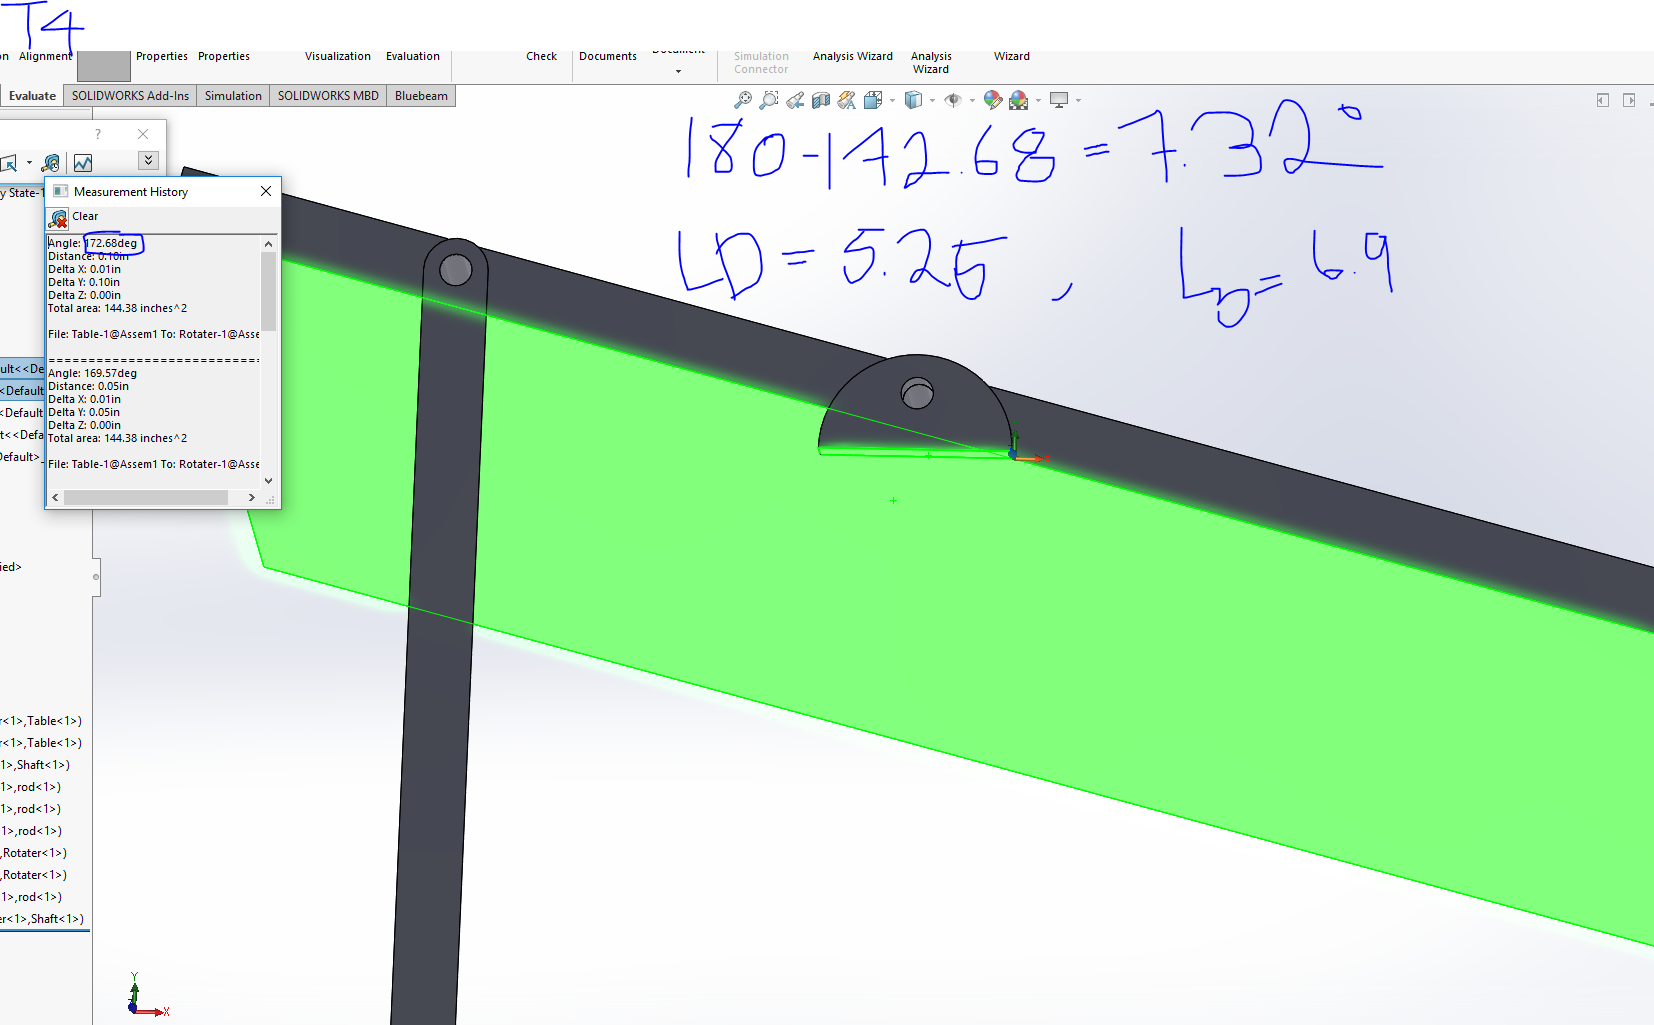 T4
on Alignment Properties Properties Visualization Evaluation Check Documents Document Simulation Connector Analysis Wizard Analysis Wizard Wizard
Evaluate SOLIDWORKS Add-Ins Simulation SOLIDWORKS MBD Bluebeam
180-142.68 = 7.32°
LD = 5.25 , Lb = 6.9
?
y State-1
Measurement History
Clear
Angle: 172.68deg
Distance: 0.10in
Delta X: 0.01in
Delta Y: 0.10in
Delta Z: 0.00in
Total area: 144.38 inches^2
File: Table-1@Assem1 To: Rotater-1@Asse
============================
Angle: 169.57deg
Distance: 0.05in
Delta X: 0.01in
Delta Y: 0.05in
Delta Z: 0.00in
Total area: 144.38 inches^2
File: Table-1@Assem1 To: Rotater-1@Asse
ult<<De
<Default
<Default
t<<Defa
Default>_
ied>
r<1>,Table<1>)
r<1>,Table<1>)
1>,Shaft<1>)
1>,rod<1>)
1>,rod<1>)
1>,rod<1>)
,Rotater<1>)
,Rotater<1>)
1>,rod<1>)
er<1>,Shaft<1>)
Y
X